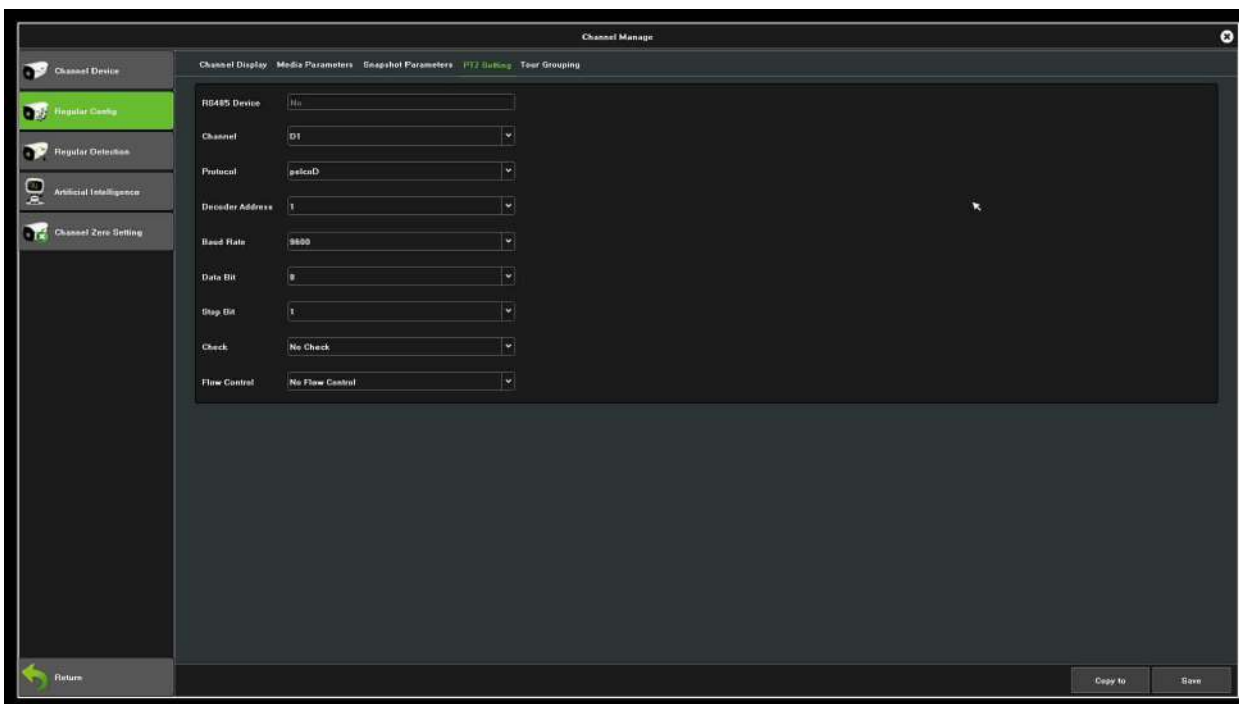 Channel Manage
Channel Device
Regular Config
Regular Detection
Artificial Intelligence
Channel Zero Setting
Return
Channel Display Media Parameters Snapshot Parameters PTZ Setting Tour Grouping
RS485 Device No
Channel D1
Protocol pelcoD
Decoder Address 1
Baud Rate 9600
Data Bit 8
Stop Bit 1
Check No Check
Flow Control No Flow Control
Copy to Save